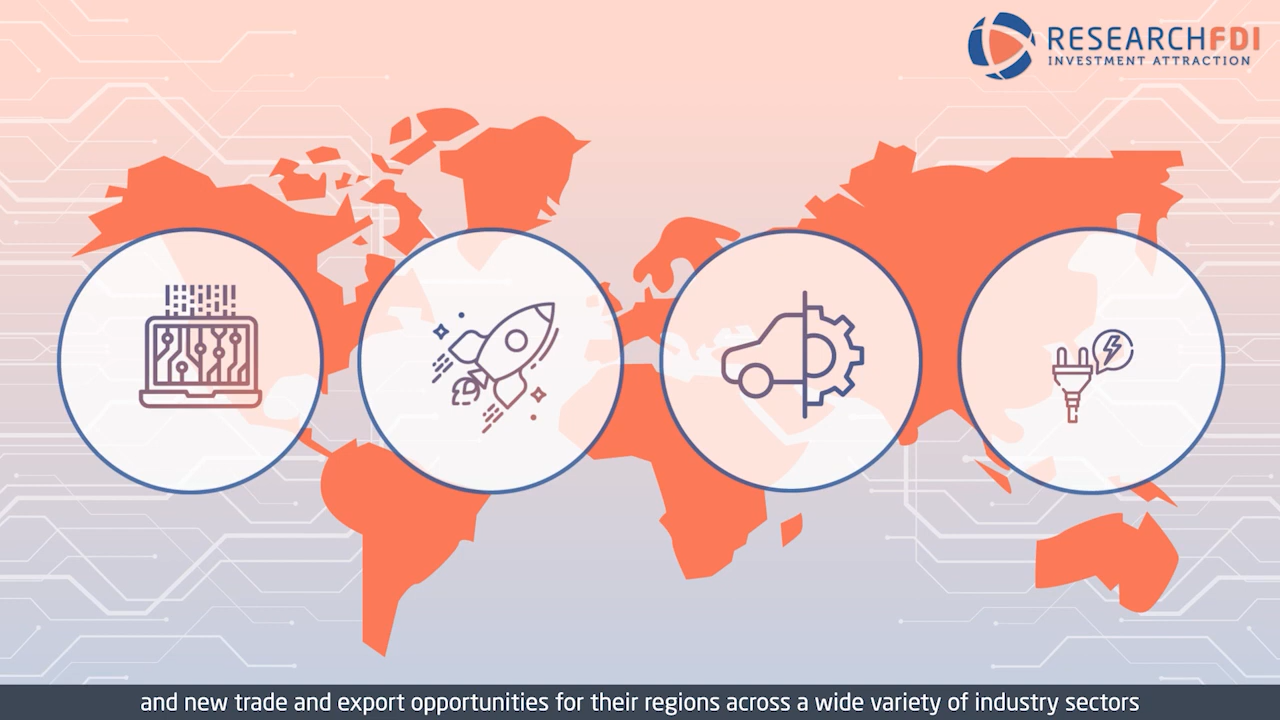 RESEARCHFDI
INVESTMENT ATTRACTION
and new trade and export opportunities for their regions across a wide variety of industry sectors